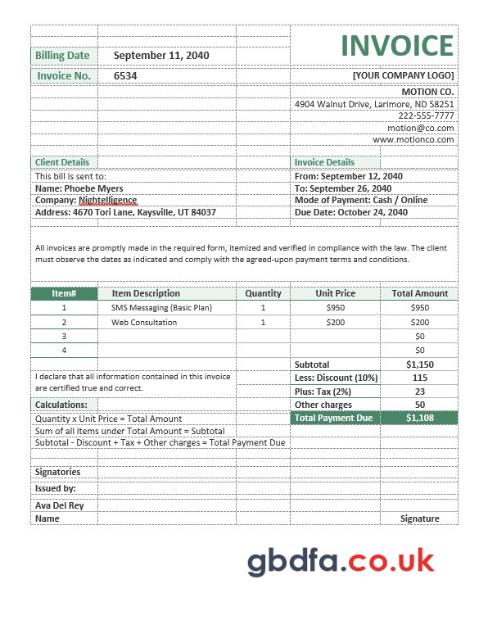 INVOICE
Billing Date September 11, 2040
Invoice No. 6534 [YOUR COMPANY LOGO]
MOTION CO.
4904 Walnut Drive, Larimore, ND 58251
222-555-7777
motion@co.com
www.motionco.com
Client Details Invoice Details
This bill is sent to: From: September 12, 2040
Name: Phoebe Myers To: September 26, 2040
Company: Nightelligence Mode of Payment: Cash / Online
Address: 4670 Tori Lane, Kaysville, UT 84037 Due Date: October 24, 2040
All invoices are promptly made in the required form, itemized and verified in compliance with the law. The client
must observe the dates as indicated and comply with the agreed-upon payment terms and conditions.
Item# Item Description Quantity Unit Price Total Amount
1 SMS Messaging (Basic Plan) 1 $950 $950
2 Web Consultation 1 $200 $200
3 $0
4 $0
Subtotal $1,150
I declare that all information contained in this invoice
are certified true and correct.
Less: Discount (10%) 115
Plus: Tax (2%) 23
Calculations: Other charges 50
Quantity x Unit Price = Total Amount Total Payment Due $1,108
Sum of all items under Total Amount = Subtotal
Subtotal - Discount + Tax + Other charges = Total Payment Due
Signatories
Issued by:
Ava Del Rey
Name Signature
gbdfa.co.uk